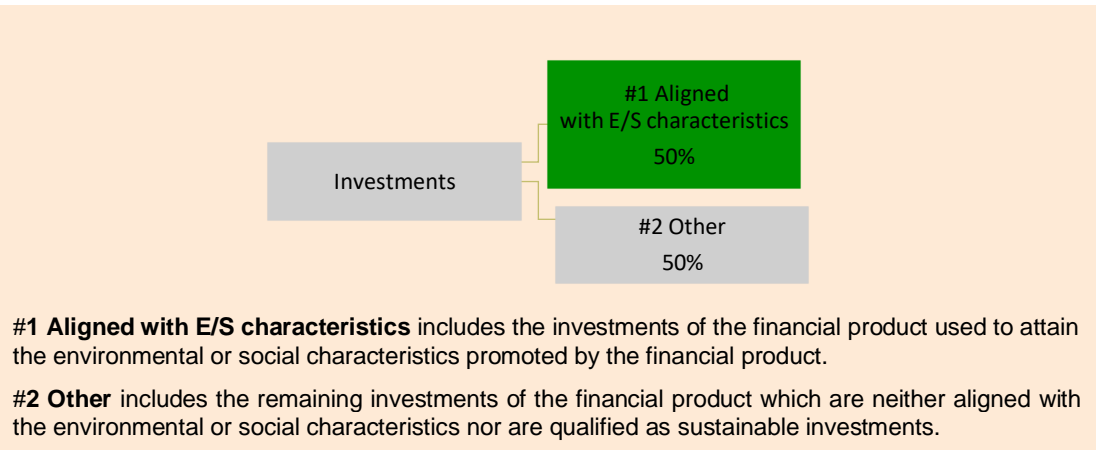 #1 Aligned
with E/S characteristics
50%
Investments
#2 Other
50%
#1 Aligned with E/S characteristics includes the investments of the financial product used to attain
the environmental or social characteristics promoted by the financial product.
#2 Other includes the remaining investments of the financial product which are neither aligned with
the environmental or social characteristics nor are qualified as sustainable investments.